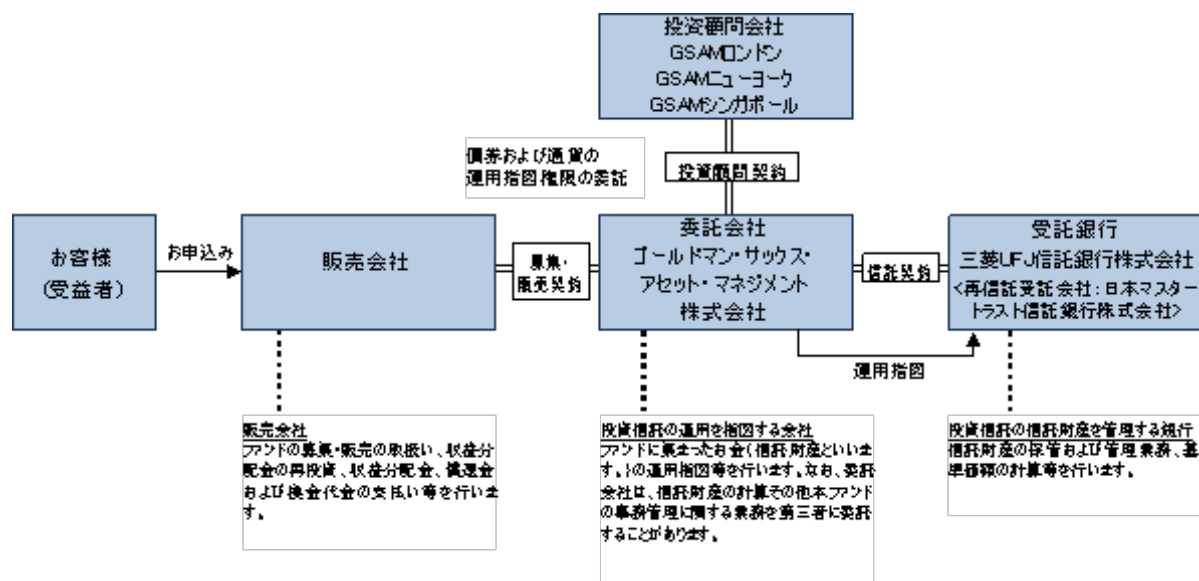 投資顧問会社
GSAMロンドン
GSAMニューヨーク
GSAMシンガポール
債券および通貨の
運用指図権限の委託
投資顧問契約
お客様
(受益者)
お申込み
販売会社
募集・
販売契約
委託会社
ゴールドマン・サックス・
アセット・マネジメント
株式会社
信託契約
受託銀行
三菱UFJ信託銀行株式会社
<再信託受託会社:日本マスター
トラスト信託銀行株式会社>
運用指図
販売会社
ファンドの募集・販売の取扱い、収益分
配金の再投資、収益分配金、償還金
および換金代金の支払い等を行いま
す。
投資信託の運用を指図する会社
ファンドに集まったお金(信託財産といいま
す。)の運用指図等を行います。なお、委託
会社は、信託財産の計算その他本ファンド
の事務管理に関する業務を第三者に委託
することがあります。
投資信託の信託財産を管理する銀行
信託財産の保管および管理業務、基
準価額の計算等を行います。